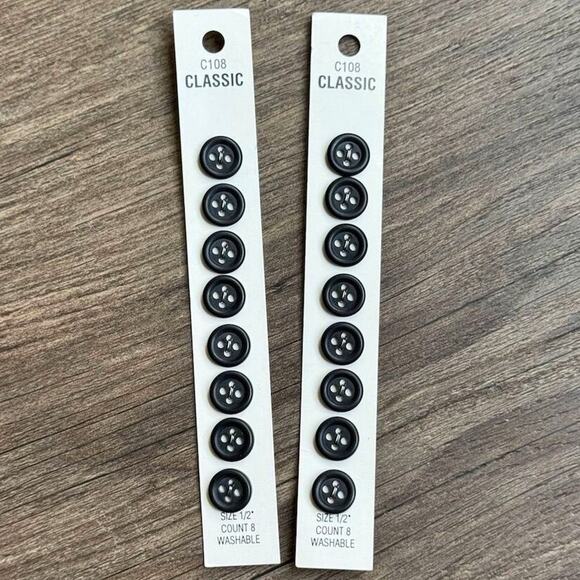 C108
CLASSIC
SIZE 1/2"
COUNT 8
WASHABLE
C108
CLASSIC
SIZE 1/2"
COUNT 8
WASHABLE